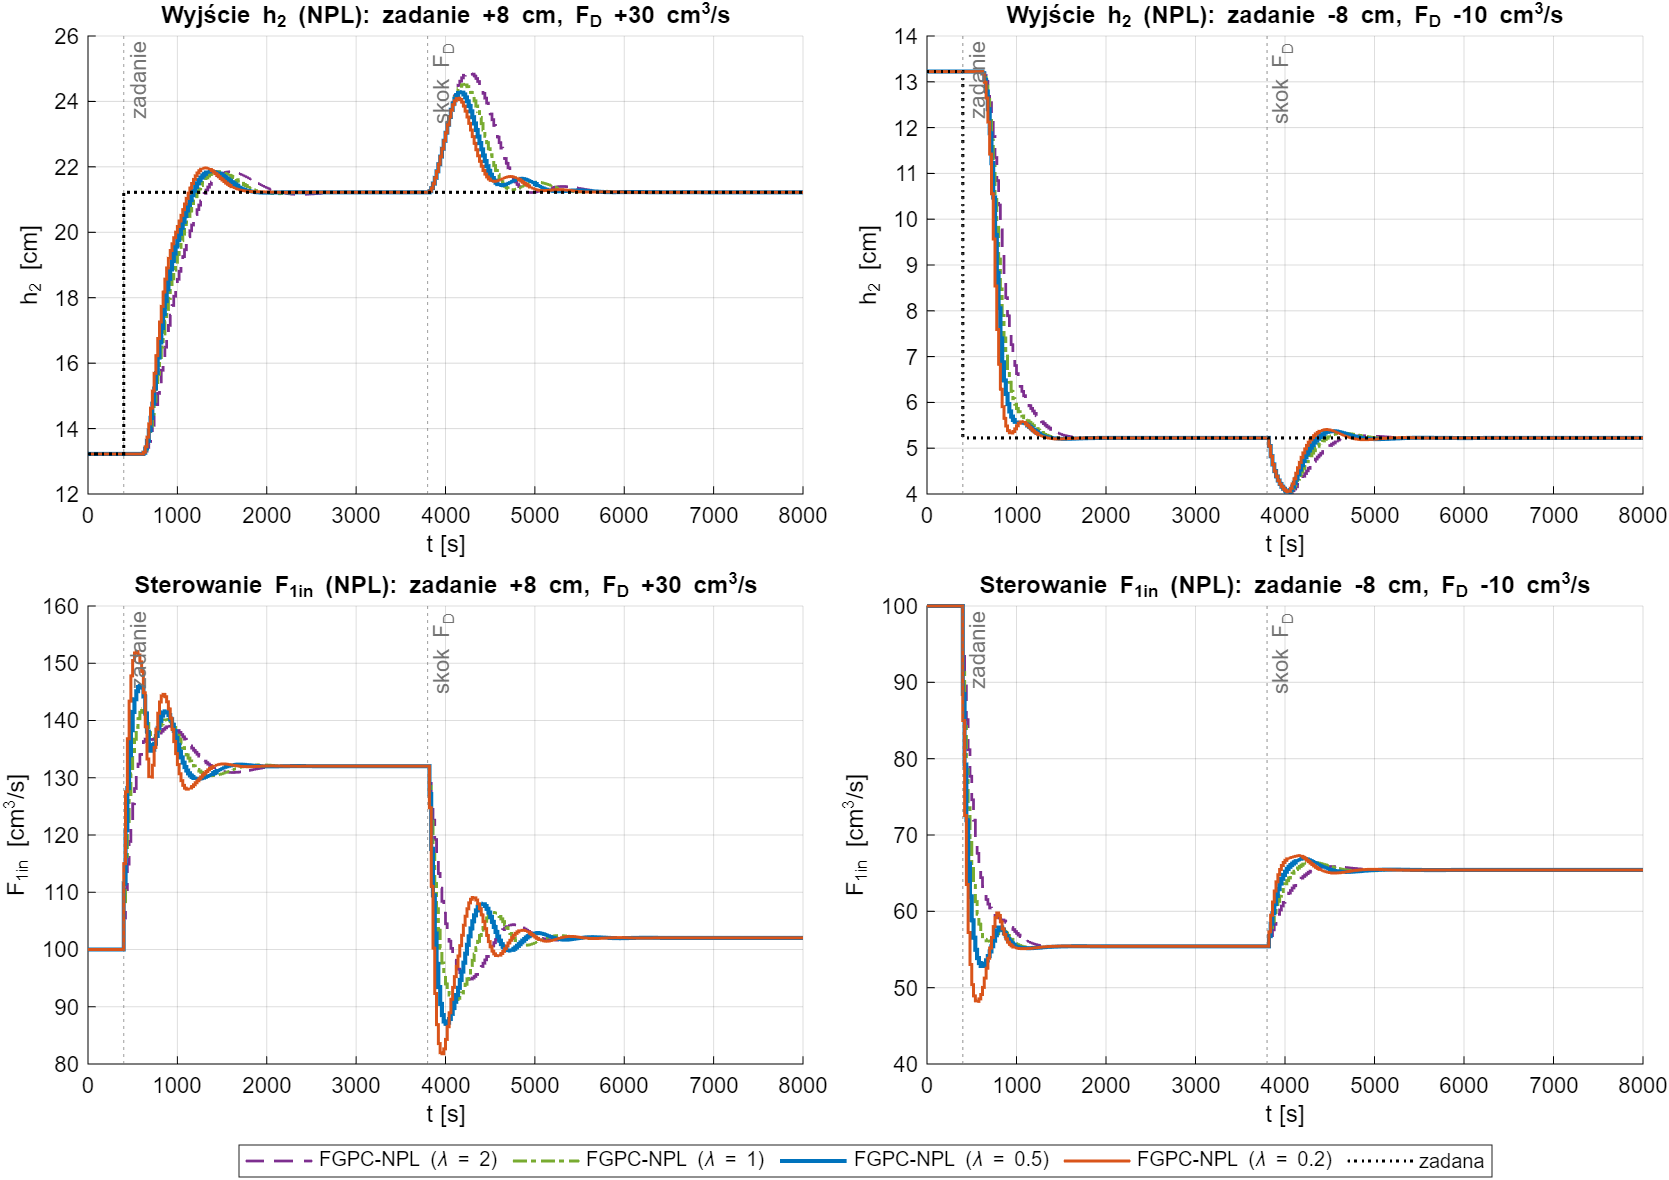 Wyjście h2 (NPL): zadanie +8 cm, FD +30 cm³/s
26
24
22
20
18
16
14
12
h2 [cm]
zadanie
skok FD
0 1000 2000 3000 4000 5000 6000 7000 8000
t [s]
Wyjście h2 (NPL): zadanie -8 cm, FD -10 cm³/s
14
13
12
11
10
9
8
7
6
5
4
h2 [cm]
zadanie
skok FD
0 1000 2000 3000 4000 5000 6000 7000 8000
t [s]
Sterowanie F1in (NPL): zadanie +8 cm, FD +30 cm³/s
160
150
140
130
120
110
100
90
80
F1in [cm³/s]
zadanie
skok FD
0 1000 2000 3000 4000 5000 6000 7000 8000
t [s]
Sterowanie F1in (NPL): zadanie -8 cm, FD -10 cm³/s
100
90
80
70
60
50
40
F1in [cm³/s]
zadanie
skok FD
0 1000 2000 3000 4000 5000 6000 7000 8000
t [s]
FGPC-NPL (λ = 2) FGPC-NPL (λ = 1) FGPC-NPL (λ = 0.5) FGPC-NPL (λ = 0.2) zadana